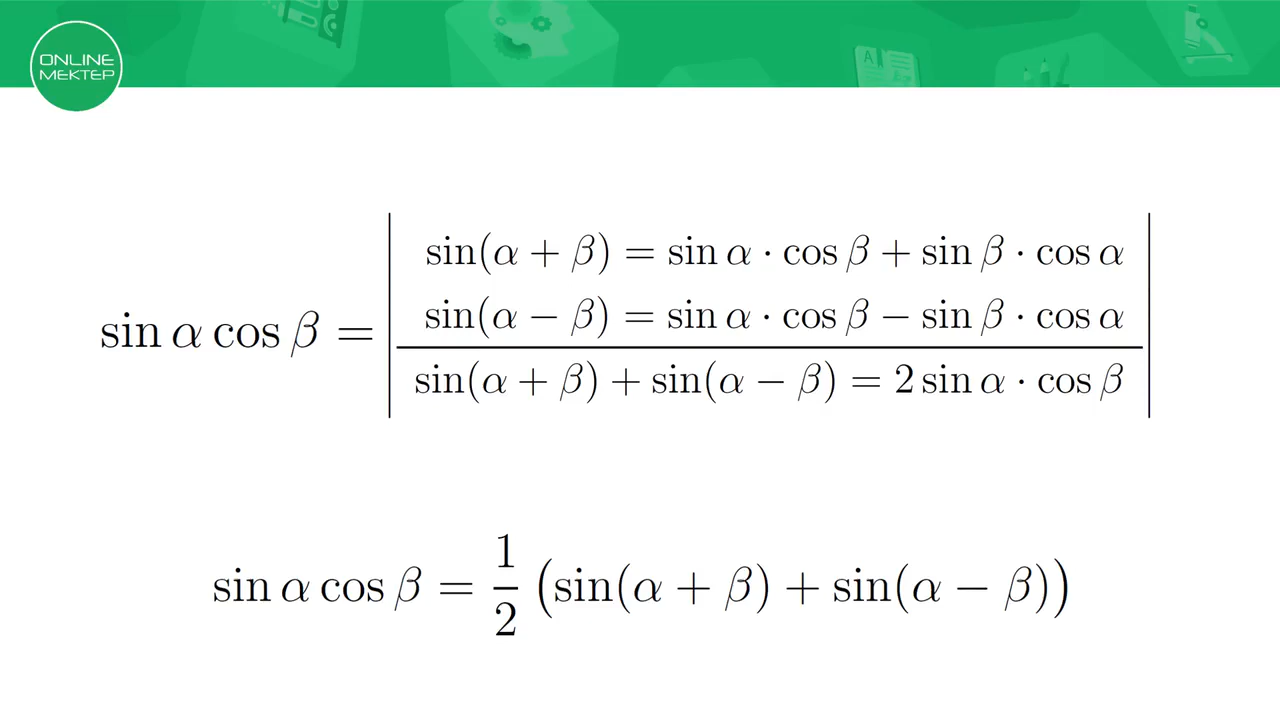 ONLINE
MEKTEP
sin(α + β) = sin α · cos β + sin β · cos α
sin(α − β) = sin α · cos β − sin β · cos α
sin α cos β =
sin(α + β) + sin(α − β) = 2 sin α · cos β
sin α cos β = 1/2 (sin(α + β) + sin(α − β))